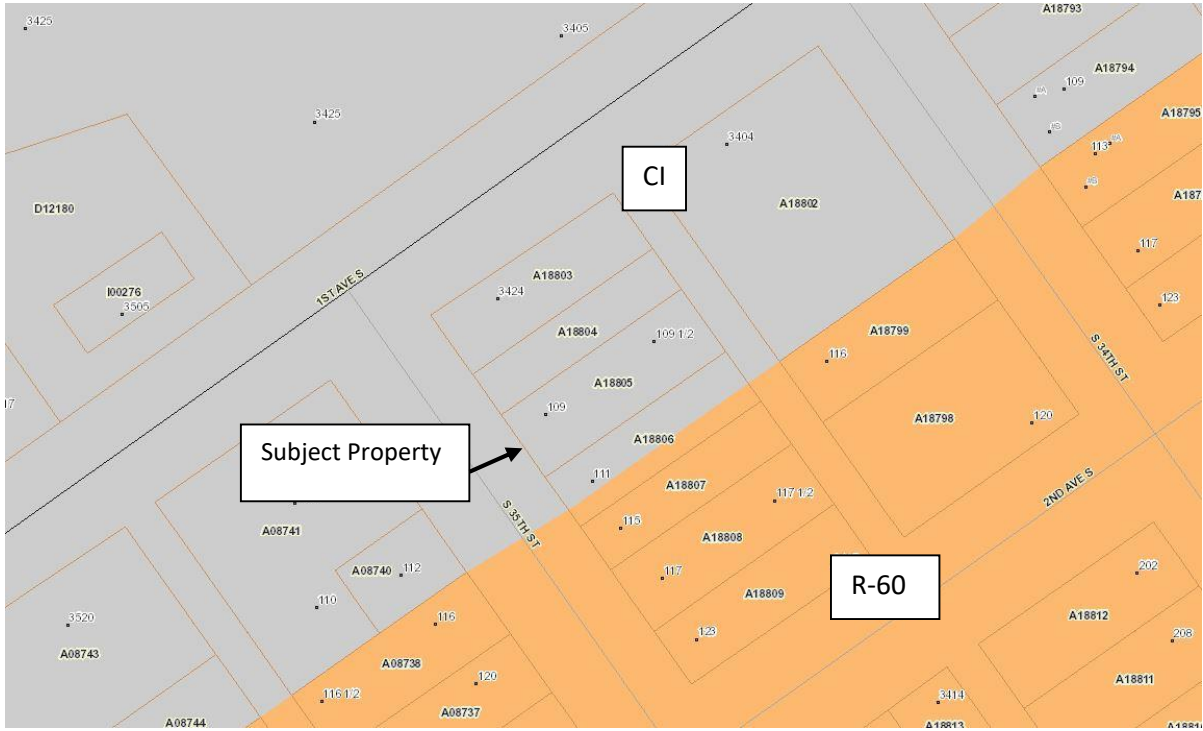 3425
3405
A18793
A18794
109
#A
#B
A18795
113
#A
#B
3425
3404
CI
A187
D12180
A18802
117
I00276
3505
1ST AVE S
A18803
3424
123
A18804
109 1/2
A18799
116
S 34TH ST
A18805
17
109
A18798
120
A18806
Subject Property
111
A18807
117 1/2
2ND AVE S
S 35TH ST
115
A18808
A08741
A08740
112
117
R-60
202
A18809
110
A18812
3520
116
123
208
A08743
A08738
120
A18811
116 1/2
3414
A08737
A08744
A18813